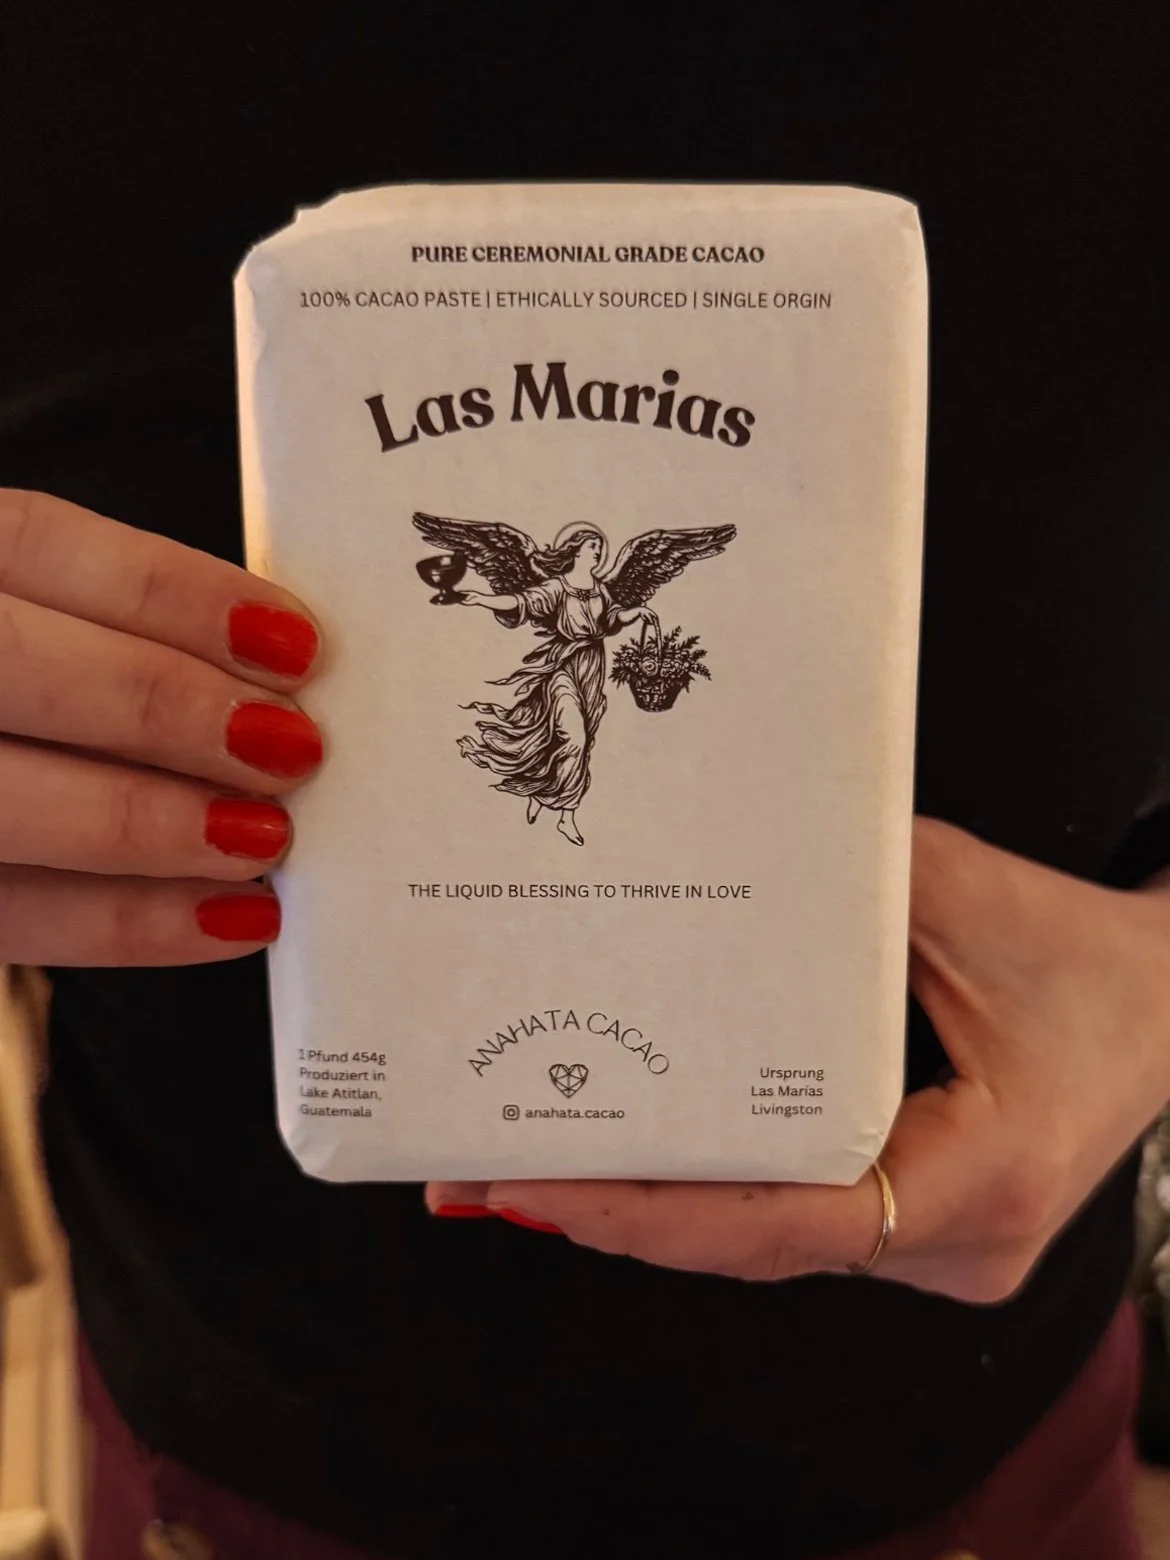 PURE CEREMONIAL GRADE CACAO
100% CACAO PASTE | ETHICALLY SOURCED | SINGLE ORGIN
Las Marias
THE LIQUID BLESSING TO THRIVE IN LOVE
ANAHATA CACAO
anahata.cacao
1 Pfund 454g
Produziert in
Lake Atitlan,
Guatemala
Ursprung
Las Marías
Livingston